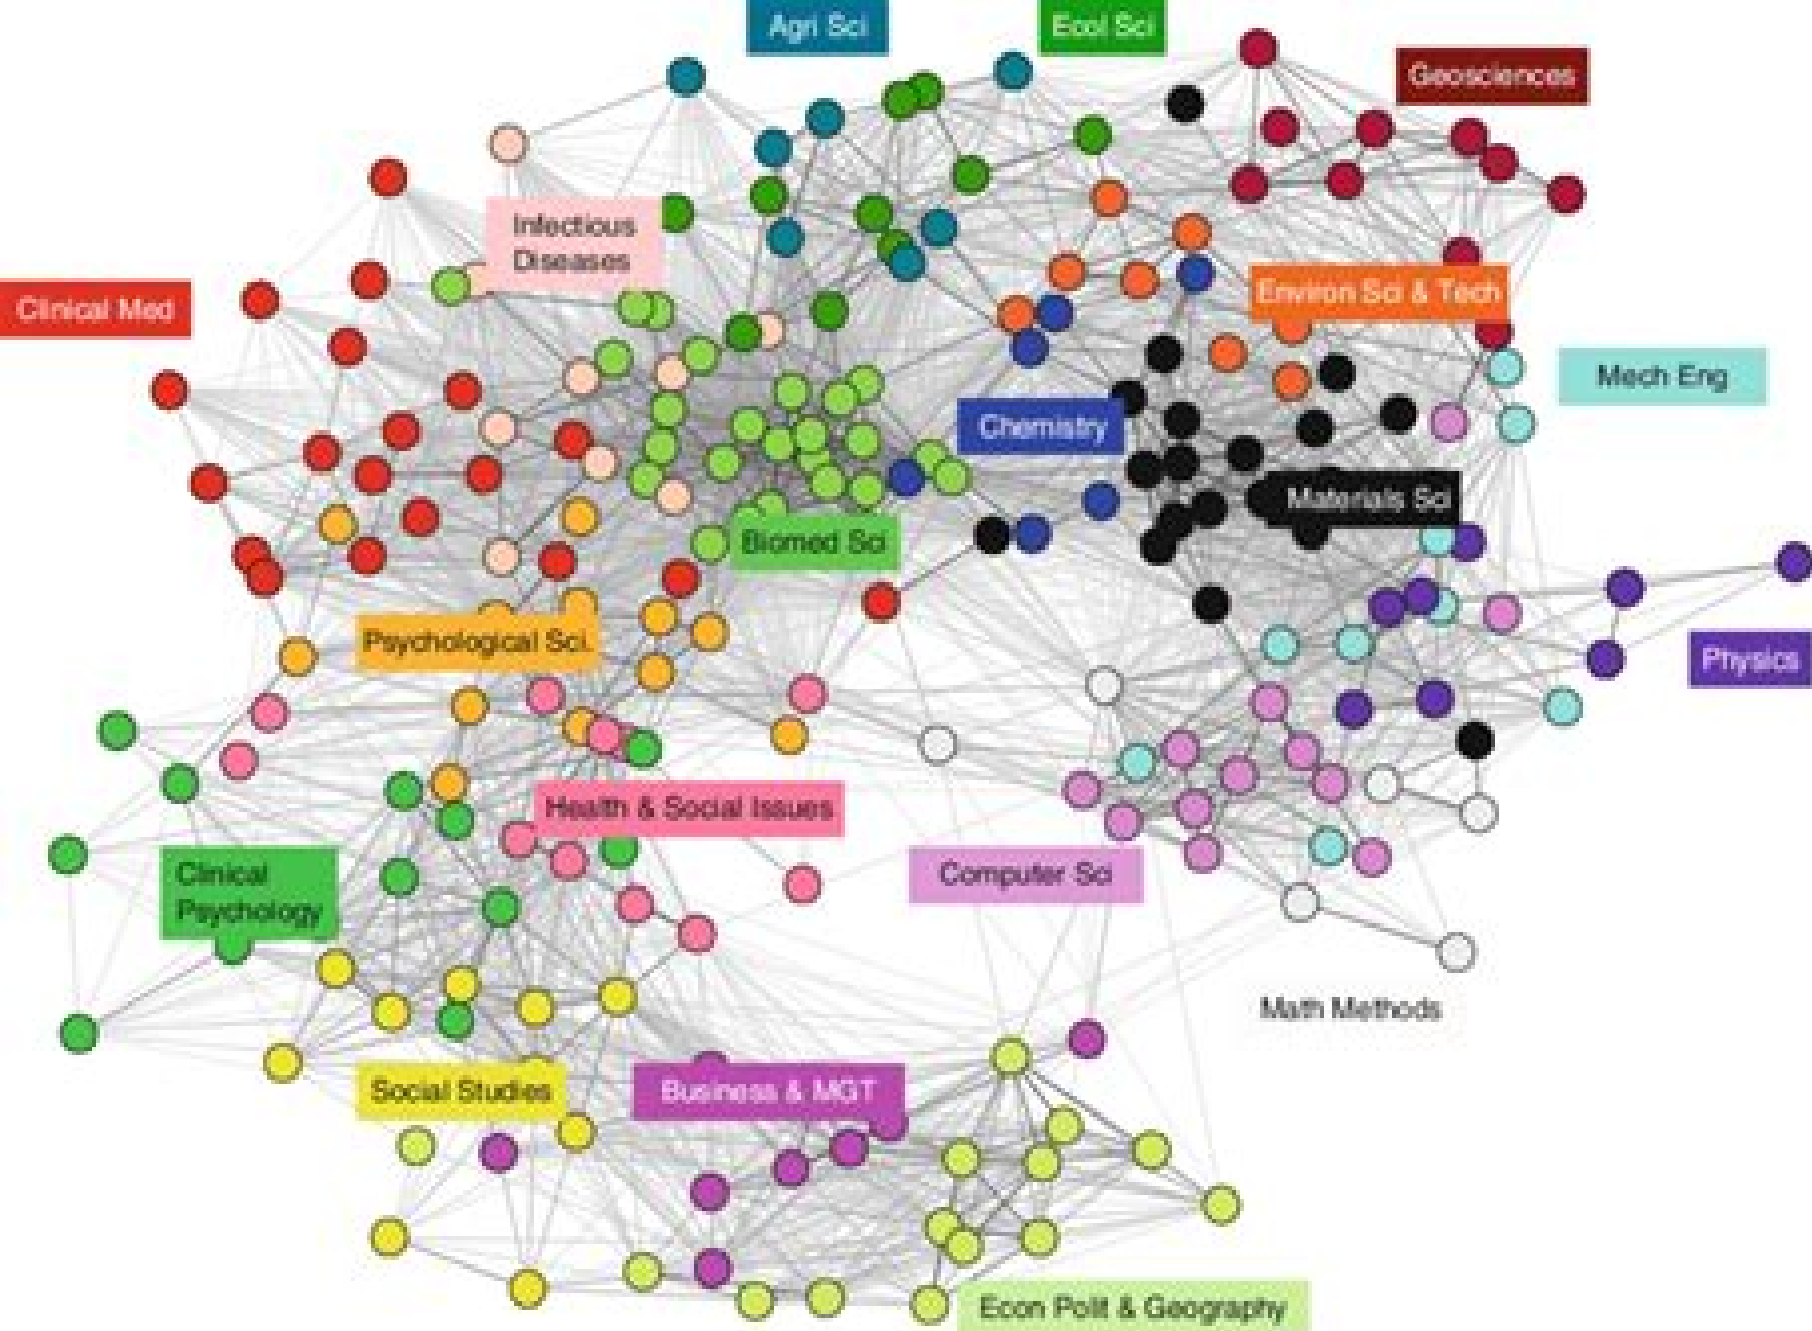 Agri Sci
Ecol Sci
Geosciences
Infectious
Diseases
Clinical Med
Environ Sci & Tech
Mech Eng
Chemistry
Materials Sci
Biomed Sci
Psychological Sci.
Physics
Health & Social Issues
Computer Sci
Clinical
Psychology
Math Methods
Social Studies
Business & MGT
Econ Polit & Geography